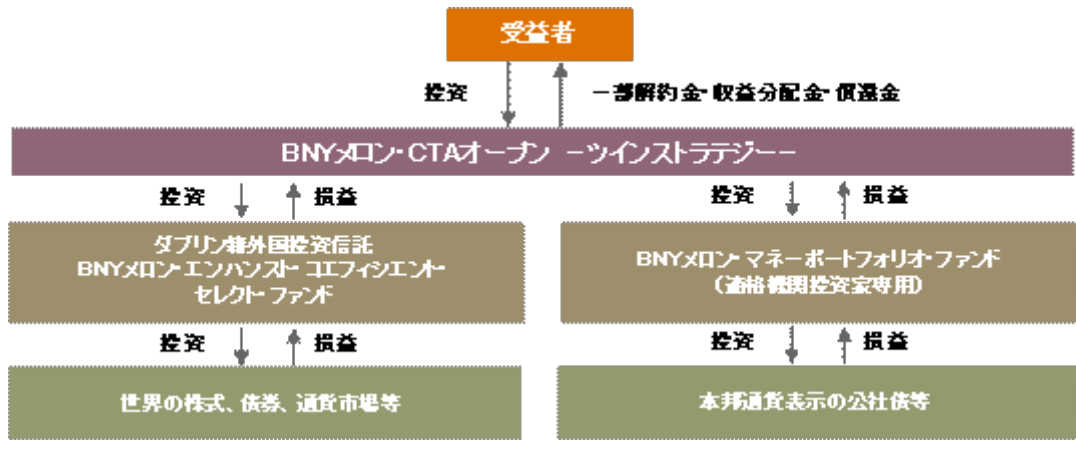 受益者
投資 一部解約金・収益分配金・償還金
BNYメロン・CTAオープン －ツインストラテジー－
投資 損益 投資 損益
ダブリン籍外国投資信託
BNYメロン・エンハンスト・コエフィシエント・
セレクト・ファンド
BNYメロン・マネーポートフォリオ・ファンド
（適格機関投資家専用）
投資 損益 投資 損益
世界の株式、債券、通貨市場等
本邦通貨表示の公社債等